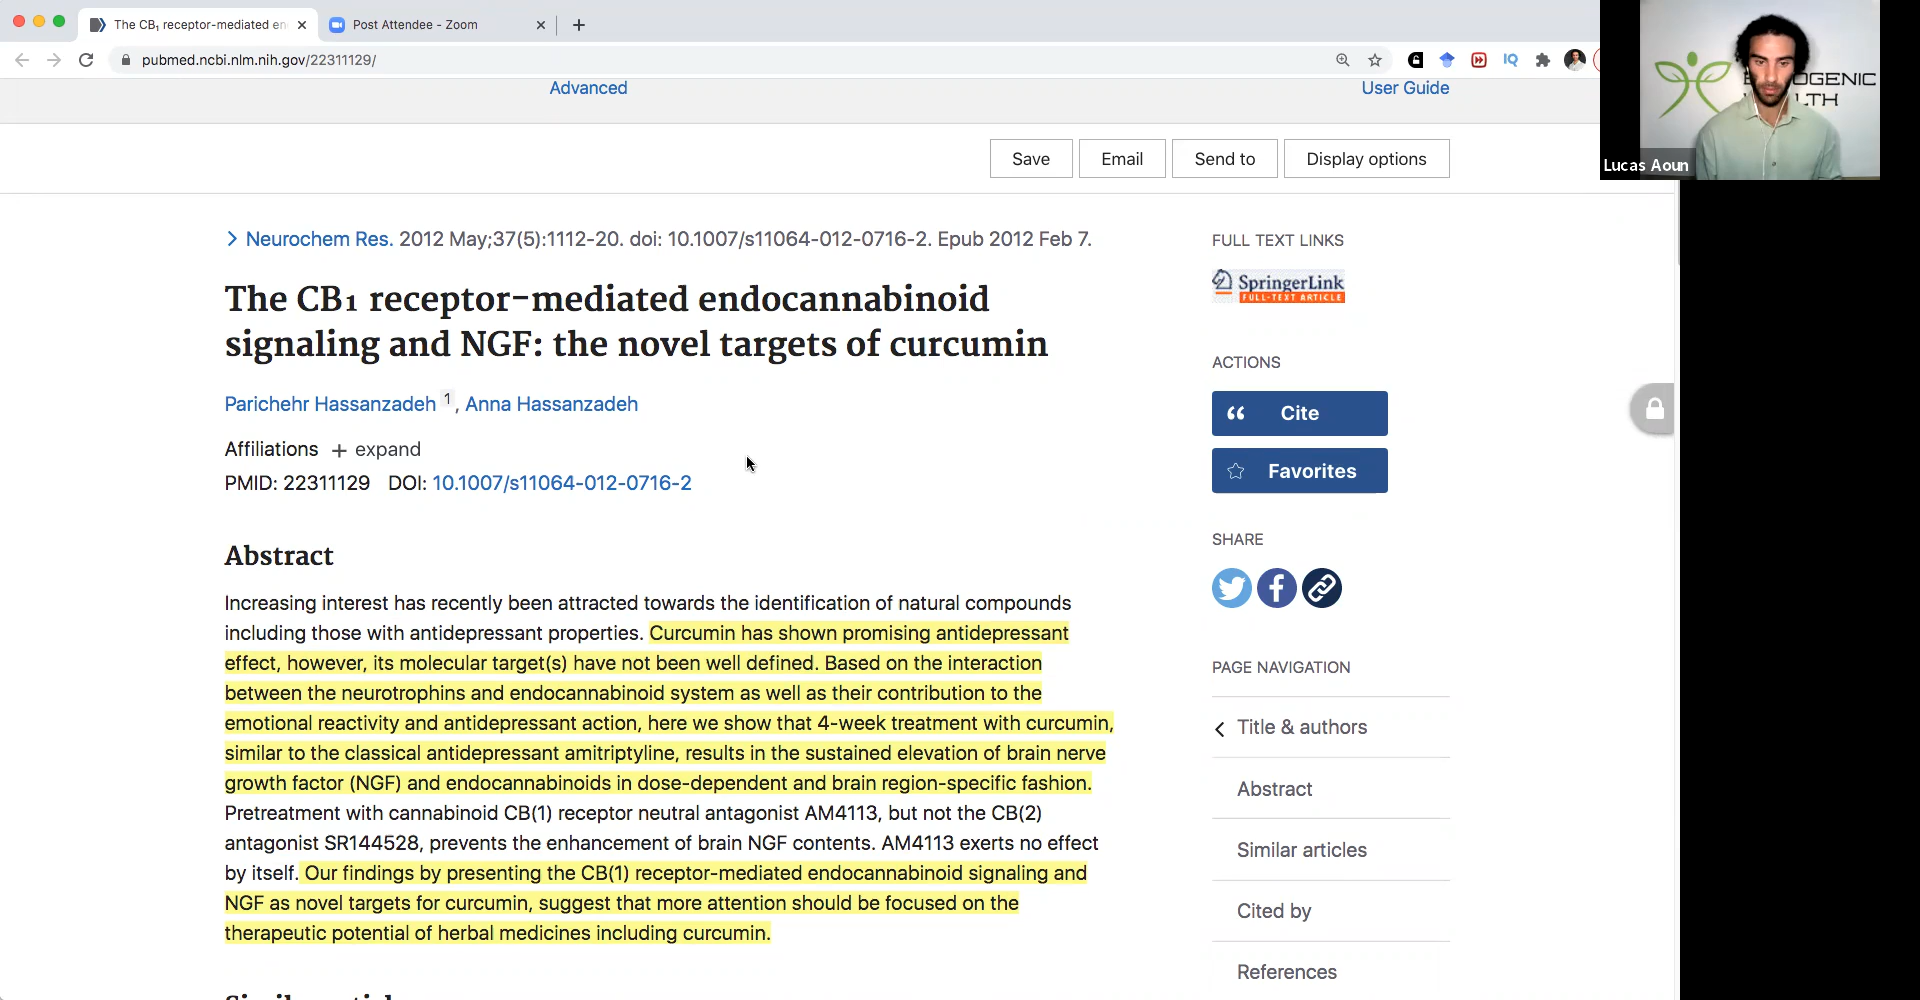 The CB₁ receptor-mediated en
Post Attendee - Zoom
pubmed.ncbi.nlm.nih.gov/22311129/
IQ
Advanced
User Guide
OGENIC
LTH
Lucas Aoun
Save
Email
Send to
Display options
Neurochem Res. 2012 May;37(5):1112-20. doi: 10.1007/s11064-012-0716-2. Epub 2012 Feb 7.
The CB1 receptor-mediated endocannabinoid
signaling and NGF: the novel targets of curcumin
Parichehr Hassanzadeh 1, Anna Hassanzadeh
Affiliations + expand
PMID: 22311129 DOI: 10.1007/s11064-012-0716-2
Abstract
Increasing interest has recently been attracted towards the identification of natural compounds
including those with antidepressant properties. Curcumin has shown promising antidepressant
effect, however, its molecular target(s) have not been well defined. Based on the interaction
between the neurotrophins and endocannabinoid system as well as their contribution to the
emotional reactivity and antidepressant action, here we show that 4-week treatment with curcumin,
similar to the classical antidepressant amitriptyline, results in the sustained elevation of brain nerve
growth factor (NGF) and endocannabinoids in dose-dependent and brain region-specific fashion.
Pretreatment with cannabinoid CB(1) receptor neutral antagonist AM4113, but not the CB(2)
antagonist SR144528, prevents the enhancement of brain NGF contents. AM4113 exerts no effect
by itself. Our findings by presenting the CB(1) receptor-mediated endocannabinoid signaling and
NGF as novel targets for curcumin, suggest that more attention should be focused on the
therapeutic potential of herbal medicines including curcumin.
FULL TEXT LINKS
SpringerLink
FULL-TEXT ARTICLE
ACTIONS
Cite
Favorites
SHARE
PAGE NAVIGATION
Title & authors
Abstract
Similar articles
Cited by
References